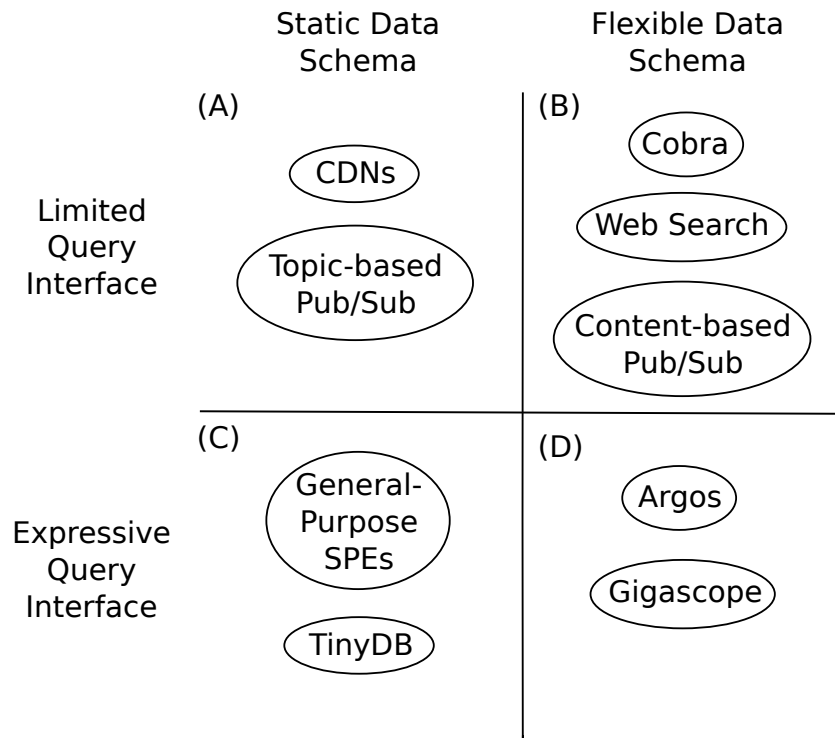 Static Data
Schema
Flexible Data
Schema
Limited
Query
Interface
(A)
CDNs
Topic-based
Pub/Sub
(B)
Cobra
Web Search
Content-based
Pub/Sub
Expressive
Query
Interface
(C)
General-
Purpose
SPEs
TinyDB
(D)
Argos
Gigascope